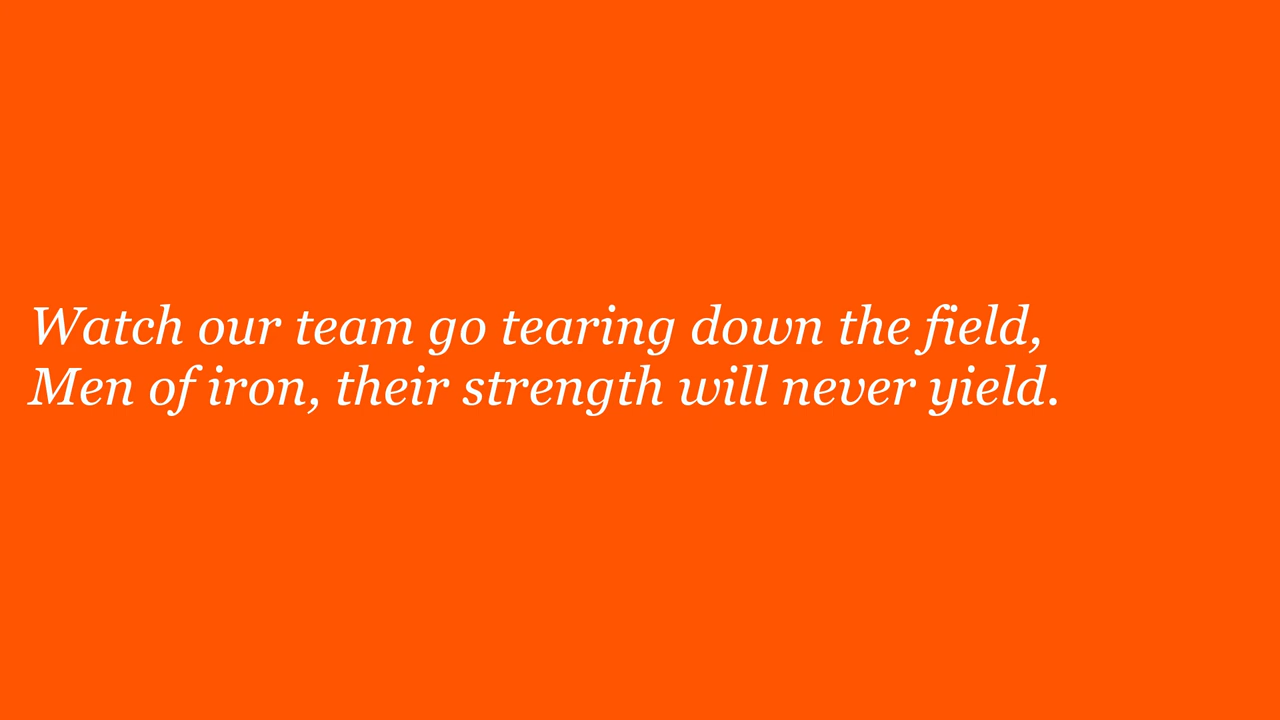 Watch our team go tearing down the field,
Men of iron, their strength will never yield.